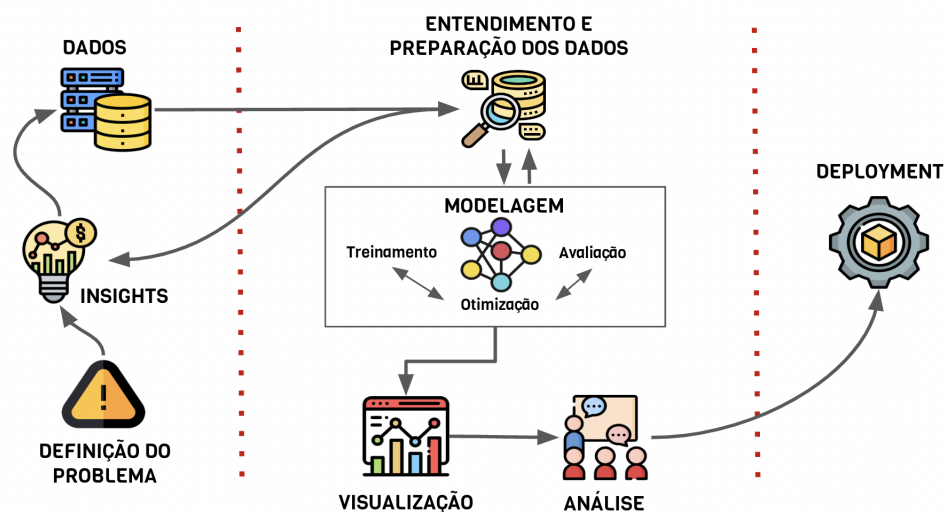 DADOS
ENTENDIMENTO E
PREPARAÇÃO DOS DADOS
DEPLOYMENT
MODELAGEM
Treinamento
Avaliação
Otimização
$
INSIGHTS
!
DEFINIÇÃO DO
PROBLEMA
VISUALIZAÇÃO
ANÁLISE